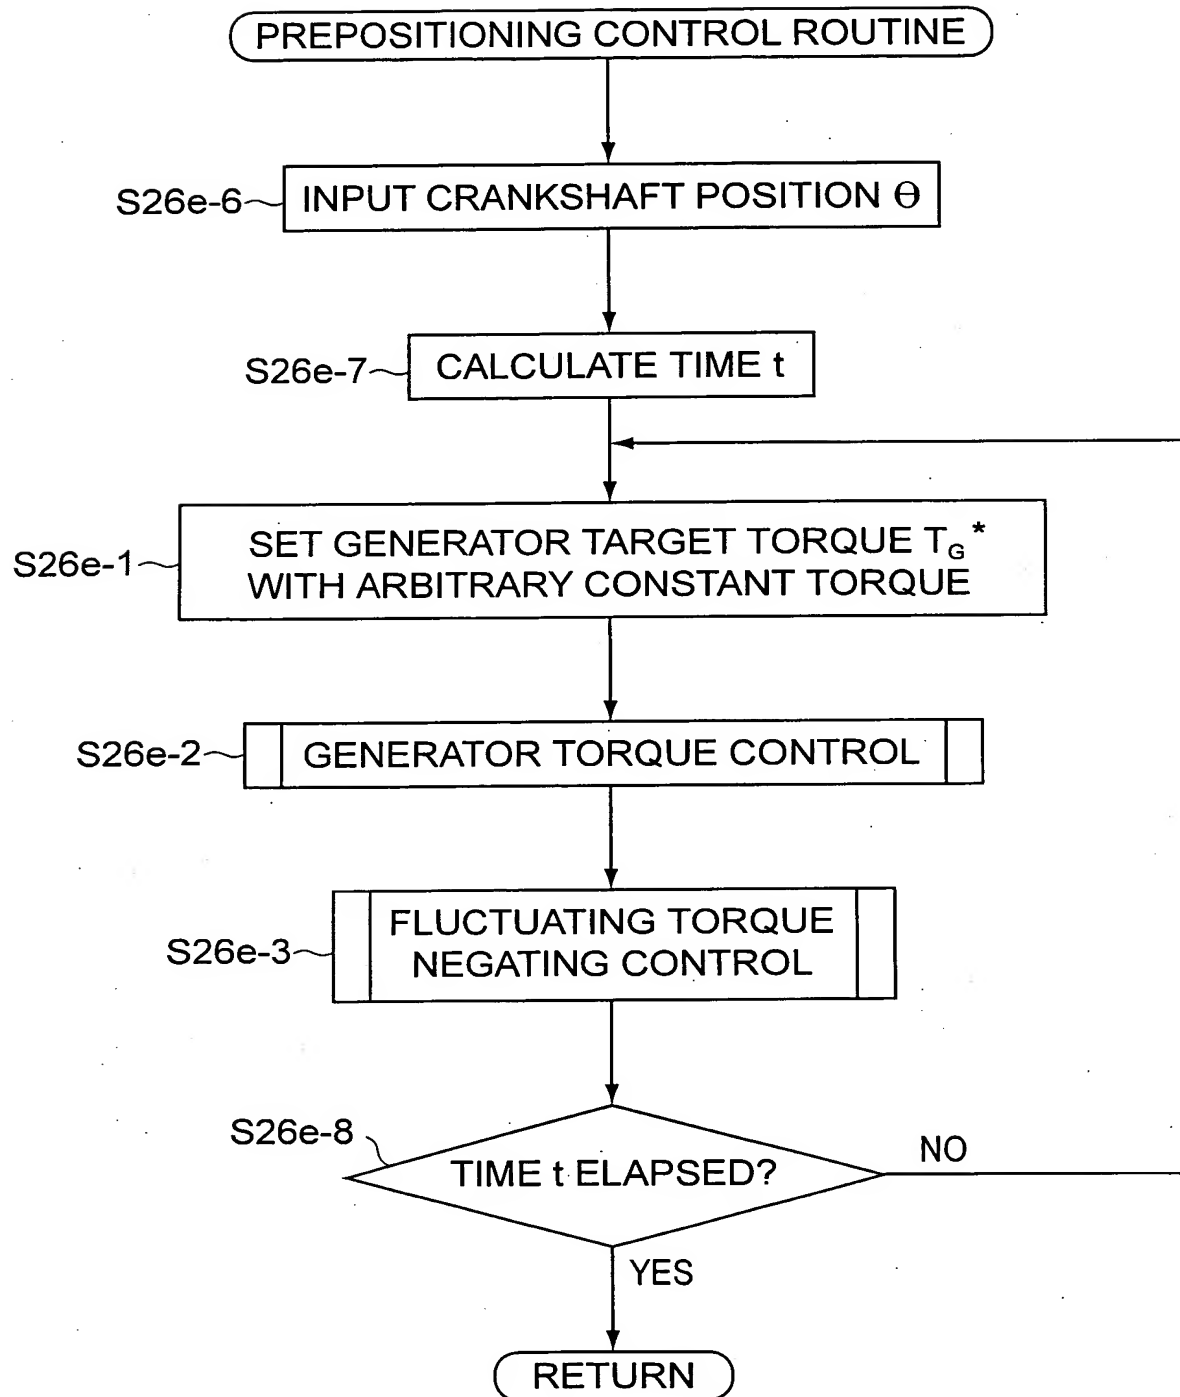 PREPOSITIONING CONTROL ROUTINE
S26e-6
INPUT CRANKSHAFT POSITION Θ
S26e-7
CALCULATE TIME t
S26e-1
SET GENERATOR TARGET TORQUE TG*
WITH ARBITRARY CONSTANT TORQUE
S26e-2
GENERATOR TORQUE CONTROL
S26e-3
FLUCTUATING TORQUE
NEGATING CONTROL
S26e-8
TIME t ELAPSED?
NO
YES
RETURN